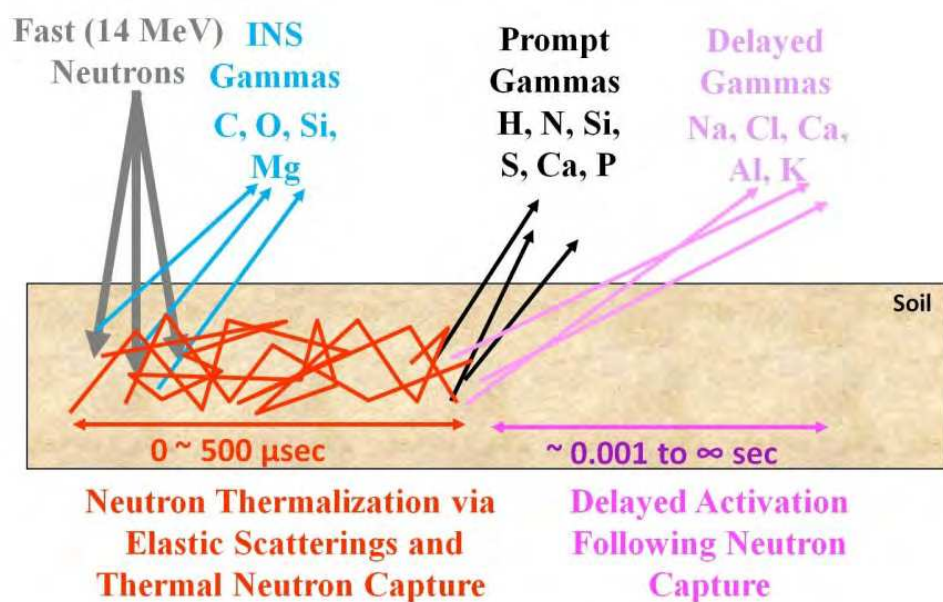 Fast (14 MeV)
Neutrons
INS
Gammas
C, O, Si,
Mg
Prompt
Gammas
H, N, Si,
S, Ca, P
Delayed
Gammas
Na, Cl, Ca,
Al, K
Soil
0 ~ 500 µsec
~ 0.001 to ∞ sec
Neutron Thermalization via
Elastic Scatterings and
Thermal Neutron Capture
Delayed Activation
Following Neutron
Capture